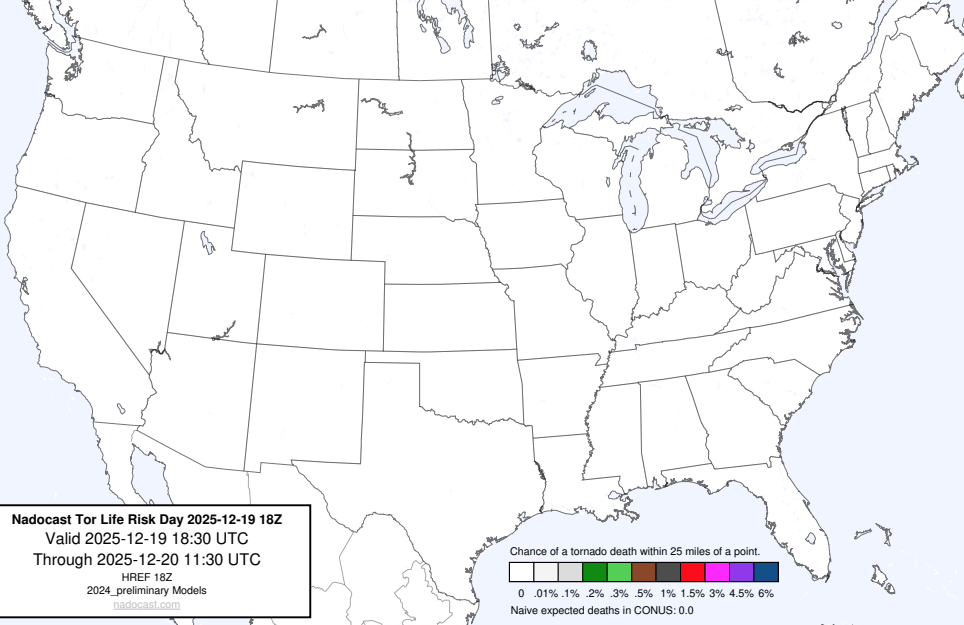 Nadocast Tor Life Risk Day 2025-12-19 18Z
Valid 2025-12-19 18:30 UTC
Through 2025-12-20 11:30 UTC
HREF 18Z
2024_preliminary Models
nadocast.com
Chance of a tornado death within 25 miles of a point.
0 .01% .1% .2% .3% .5% 1% 1.5% 3% 4.5% 6%
Naive expected deaths in CONUS: 0.0